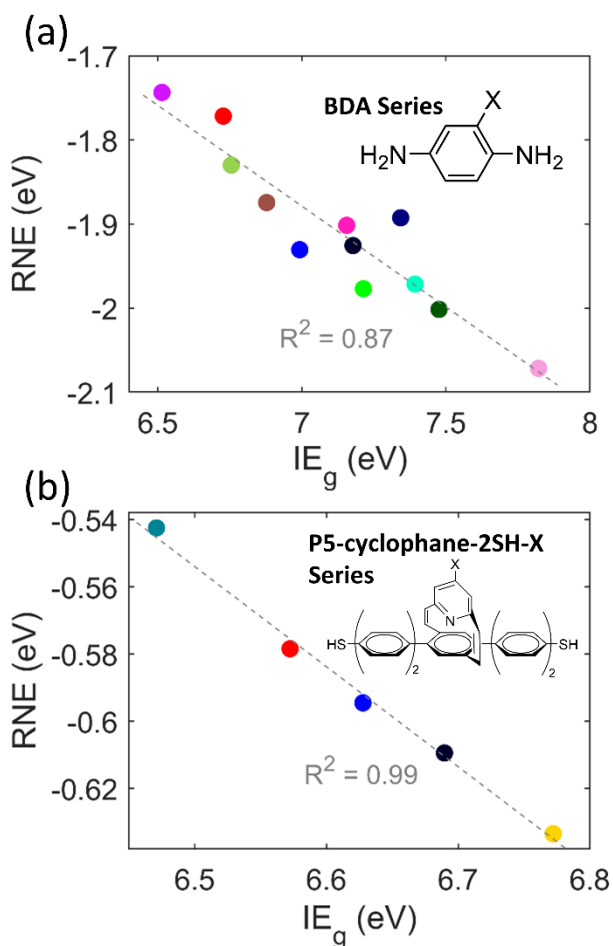 (a)
-1.7
-1.8
-1.9
-2
-2.1
RNE (eV)
BDA Series
X
H₂N
NH₂
R² = 0.87
6.5
7
7.5
8
IE_g (eV)
(b)
-0.54
-0.56
-0.58
-0.6
-0.62
RNE (eV)
P5-cyclophane-2SH-X
Series
X
N
HS
2
2
SH
R² = 0.99
6.5
6.6
6.7
6.8
IE_g (eV)